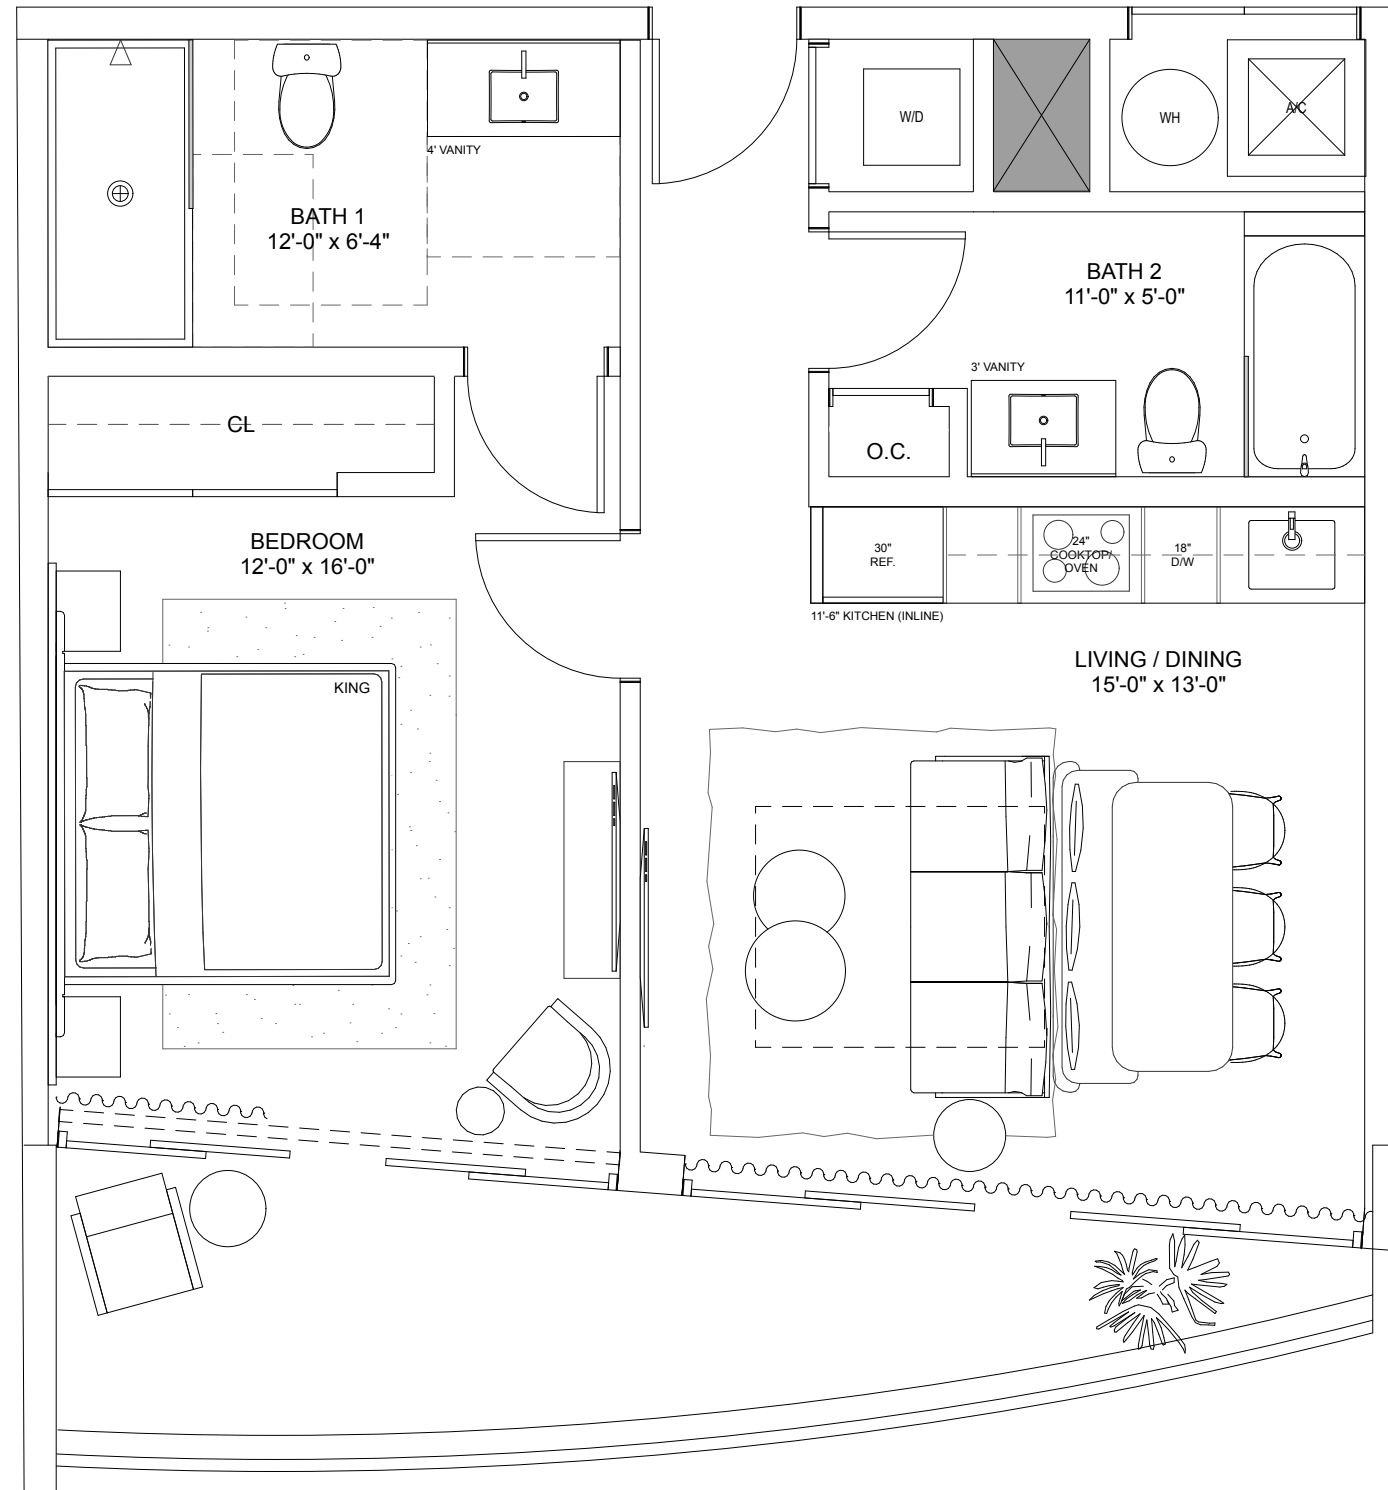 W/D
WH
A/C
4' VANITY
BATH 1
12'-0" x 6'-4"
BATH 2
11'-0" x 5'-0"
3' VANITY
CL
O.C.
BEDROOM
12'-0" x 16'-0"
30"
REF.
24"
COOKTOP/
OVEN
18"
D/W
11'-6" KITCHEN (INLINE)
LIVING / DINING
15'-0" x 13'-0"
KING